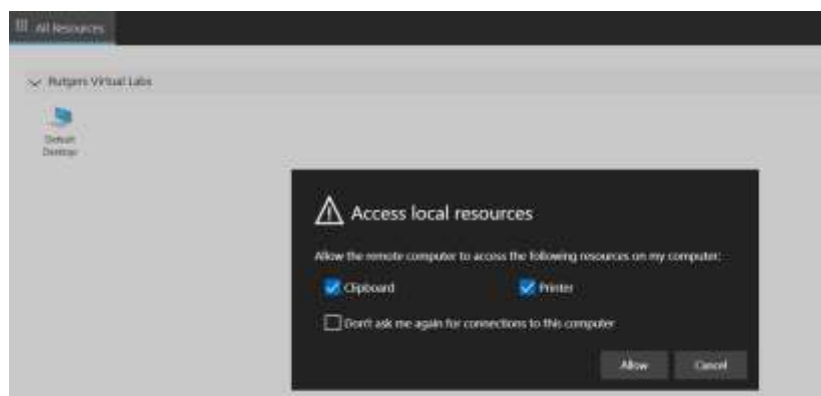 All Resources
Rutgers Virtual Labs
Default
Desktop
Access local resources
Allow the remote computer to access the following resources on my computer:
Clipboard Printer
Don't ask me again for connections to this computer
Allow Cancel